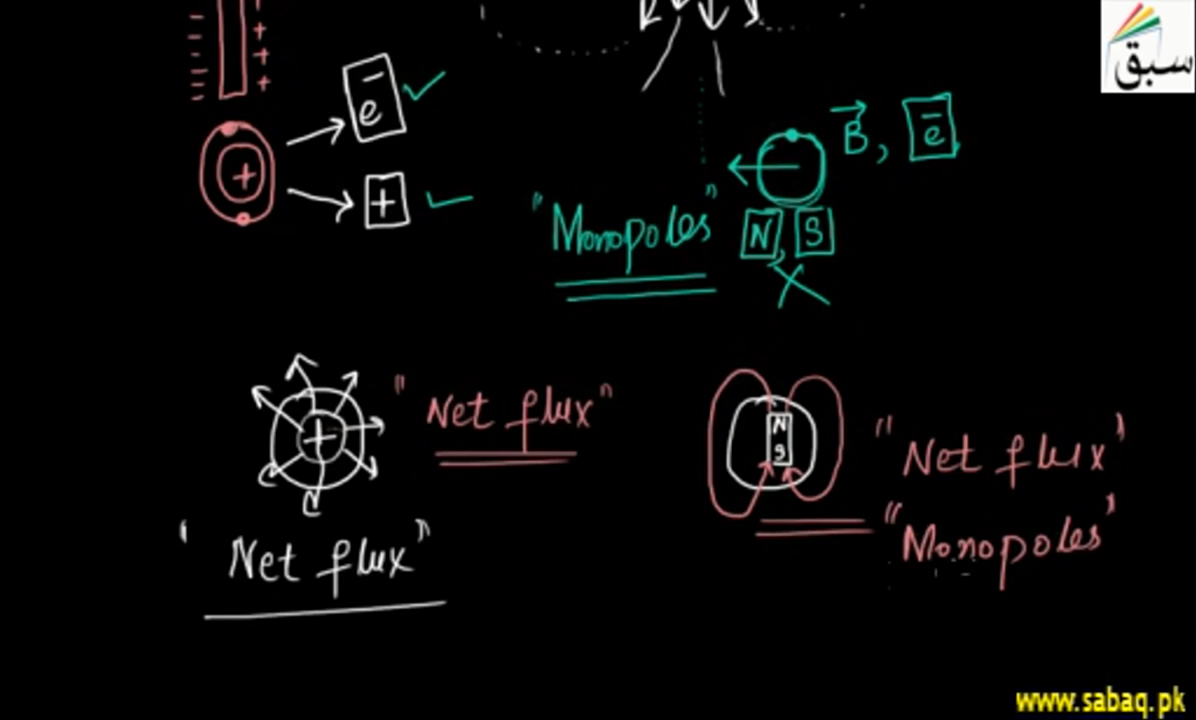 سبق
- +
- +
- +
- +
e⁻ ✓
+
+ ✓
B⃗, e⁻
"Monopoles" N, S
X
+
"Net flux"
"Net flux"
N
S
"Net flux"
"Monopoles"
www.sabaq.pk